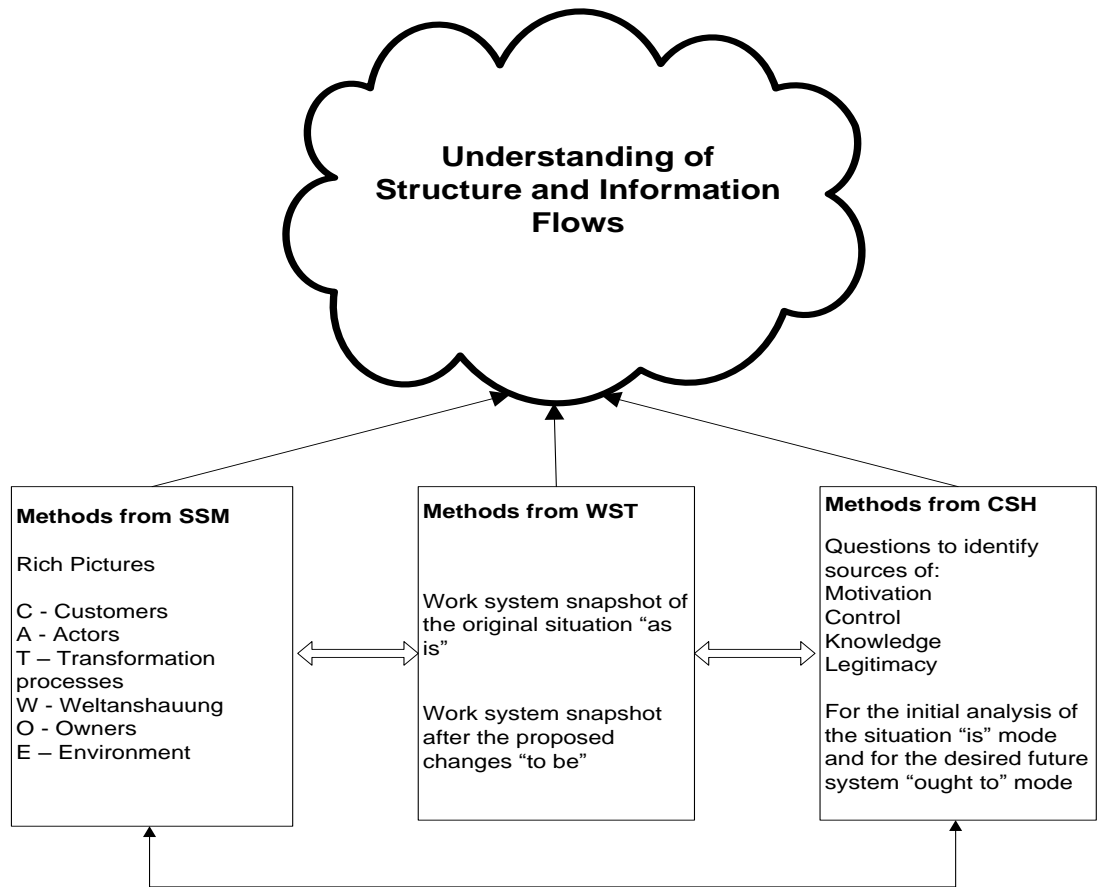 Understanding of
Structure and Information
Flows
Methods from SSM
Rich Pictures
C - Customers
A - Actors
T – Transformation
processes
W - Weltanshauung
O - Owners
E – Environment
Methods from WST
Work system snapshot of
the original situation “as
is”
Work system snapshot
after the proposed
changes “to be”
Methods from CSH
Questions to identify
sources of:
Motivation
Control
Knowledge
Legitimacy
For the initial analysis of
the situation “is” mode
and for the desired future
system “ought to” mode